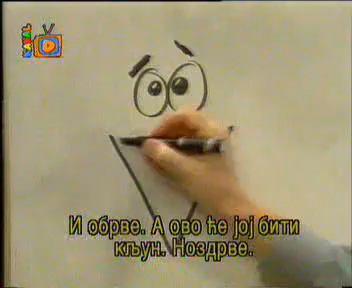 И обрве. А ово ће јој бити
кљун. Ноздрве.